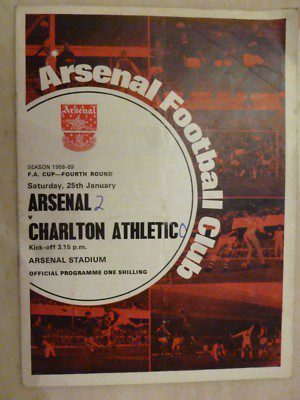 Arsenal Football Club
Arsenal
SEASON 1968-69
F.A. CUP—FOURTH ROUND
Saturday, 25th January
ARSENAL 2
v
CHARLTON ATHLETIC 0
Kick-off 3.15 p.m.
ARSENAL STADIUM
OFFICIAL PROGRAMME ONE SHILLING